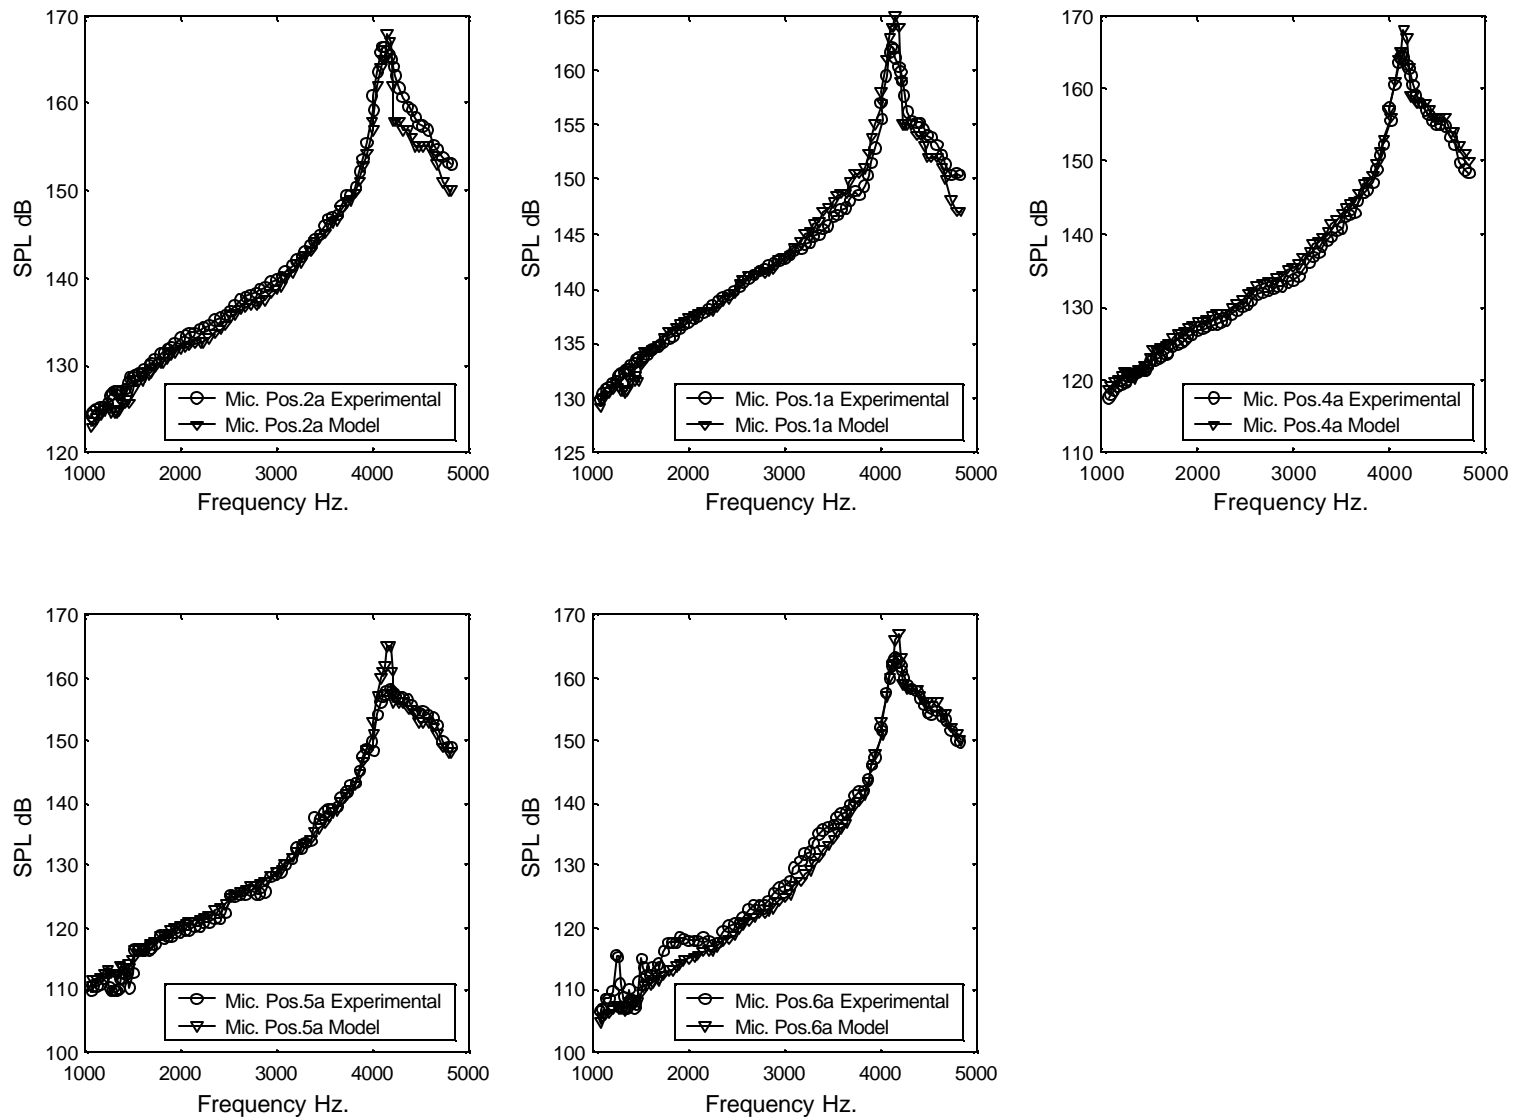 170
160
150
140
130
120
SPL dB
1000 2000 3000 4000 5000
Frequency Hz.
Mic. Pos.2a Experimental
Mic. Pos.2a Model
165
160
155
150
145
140
135
130
125
SPL dB
1000 2000 3000 4000 5000
Frequency Hz.
Mic. Pos.1a Experimental
Mic. Pos.1a Model
170
160
150
140
130
120
110
SPL dB
1000 2000 3000 4000 5000
Frequency Hz.
Mic. Pos.4a Experimental
Mic. Pos.4a Model
170
160
150
140
130
120
110
100
SPL dB
1000 2000 3000 4000 5000
Frequency Hz.
Mic. Pos.5a Experimental
Mic. Pos.5a Model
170
160
150
140
130
120
110
100
SPL dB
1000 2000 3000 4000 5000
Frequency Hz.
Mic. Pos.6a Experimental
Mic. Pos.6a Model